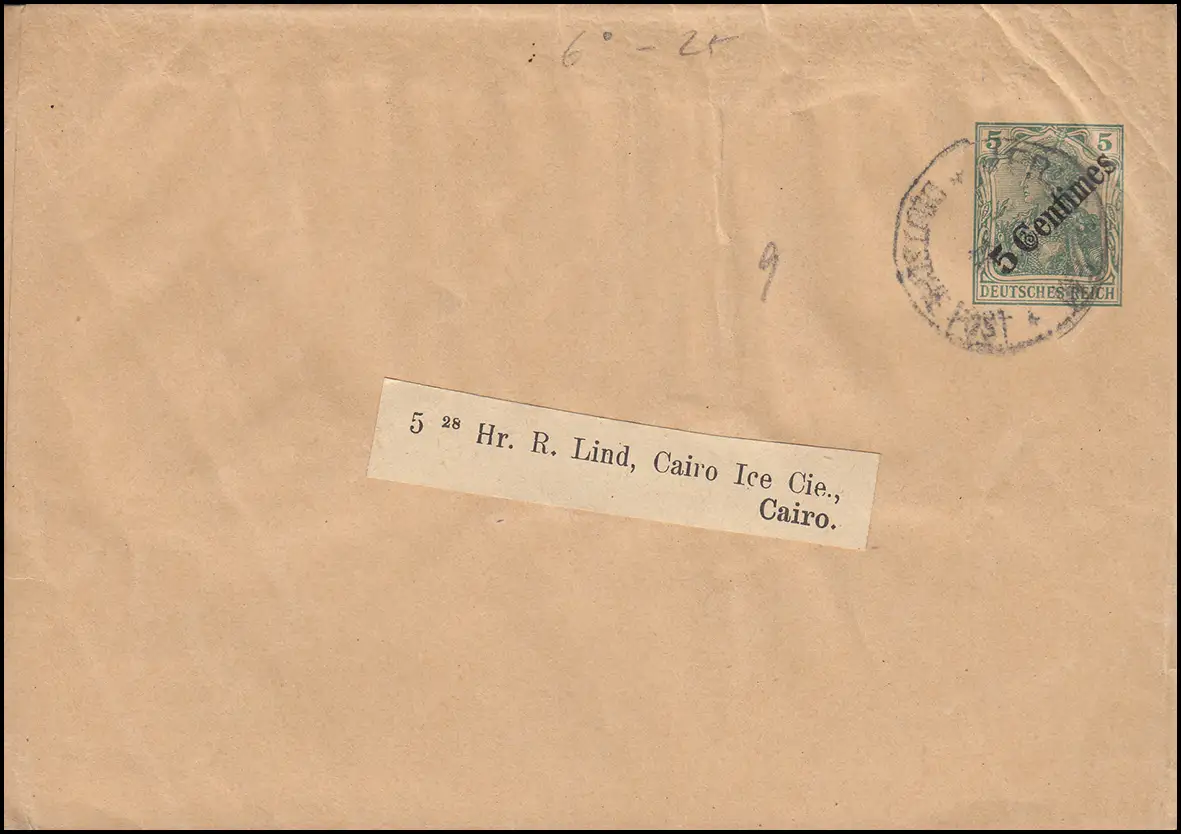 6° - 25
5 5
5 Centimes
DEUTSCHES REICH
DEUTSCHE POST
9
5 28 Hr. R. Lind, Cairo Ice Cie.,
Cairo.